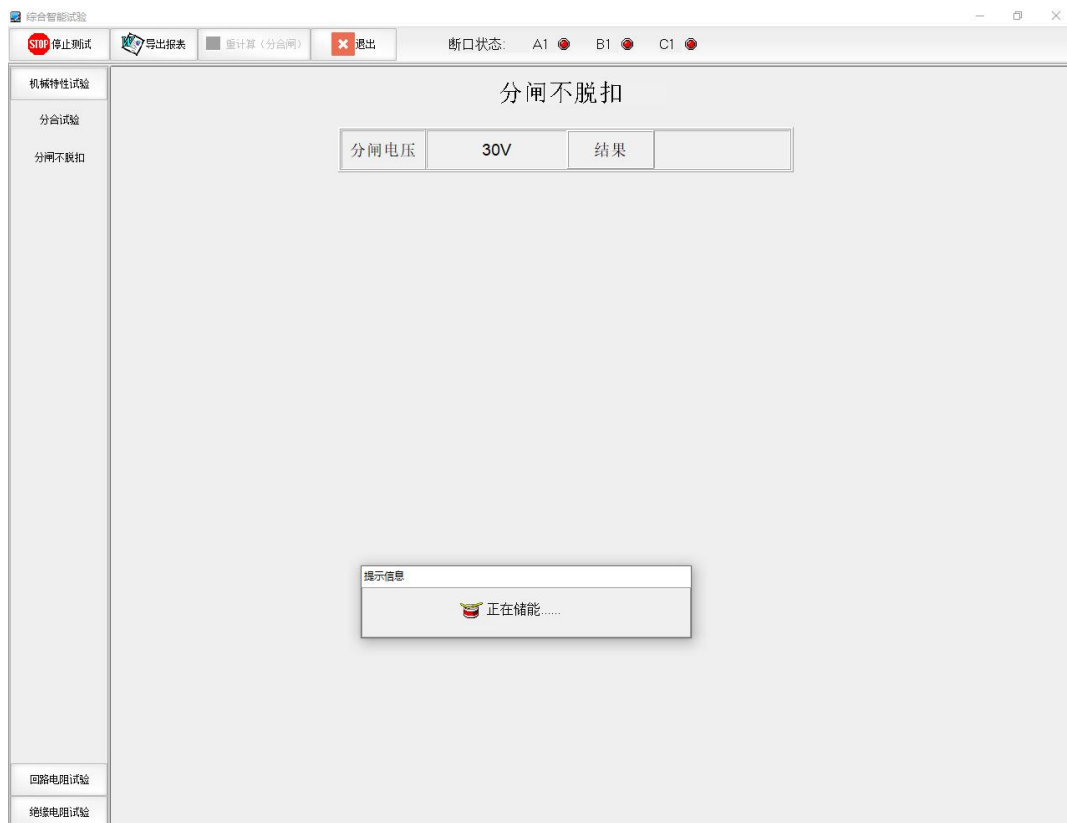 综合智能试验
STOP 停止测试 导出报表 重计算（分合闸） 退出 断口状态: A1 B1 C1
机械特性试验
分闸不脱扣
分合试验
分闸电压 30V 结果
分闸不脱扣
提示信息
正在储能......
回路电阻试验
绝缘电阻试验